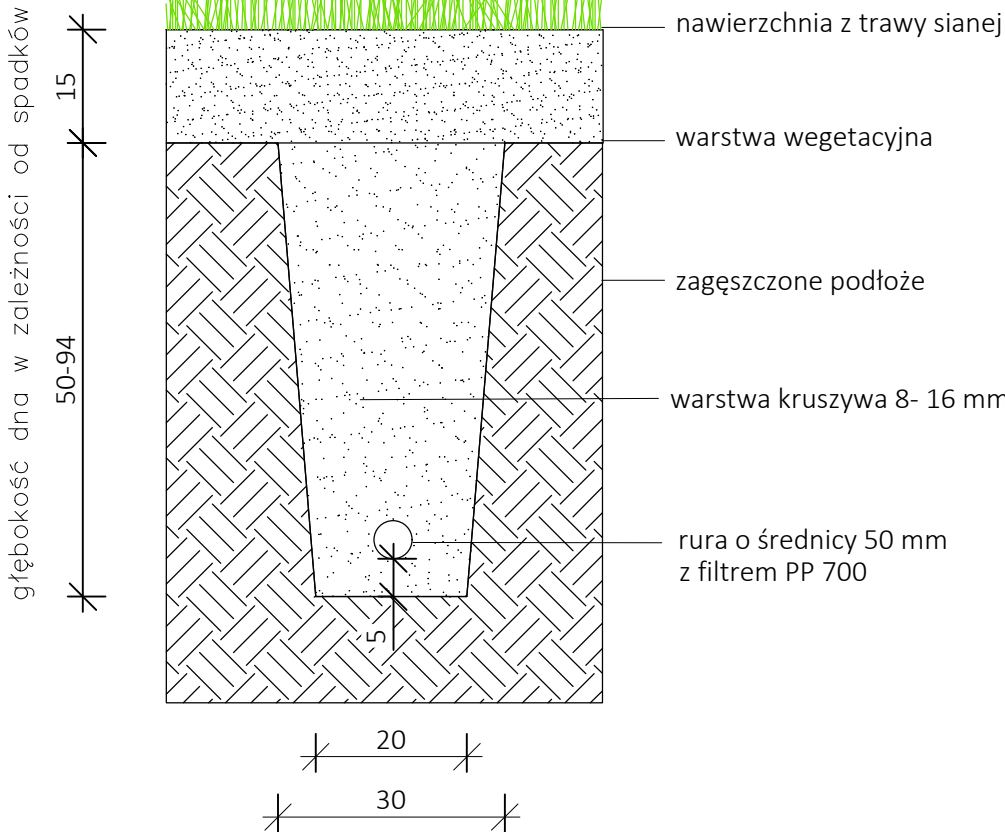 nawierzchnia z trawy sianej
warstwa wegetacyjna
zagęszczone podłoże
warstwa kruszywa 8- 16 mm
rura o średnicy 50 mm
z filtrem PP 700
głębokość dna w zależności od spadków
15
50-94
5
20
30